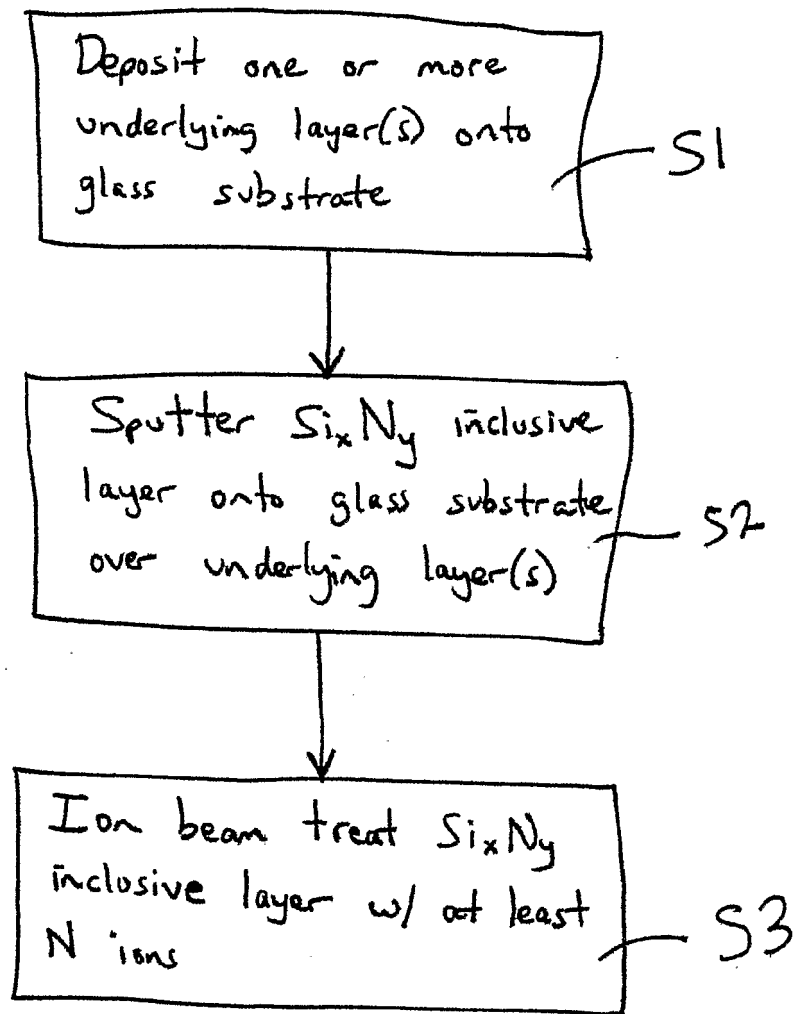 Deposit one or more
underlying layer(s) onto
glass substrate
S1
Sputter SixNy inclusive
layer onto glass substrate
over underlying layer(s)
S2
Ion beam treat SixNy
inclusive layer w/ at least
N ions
S3